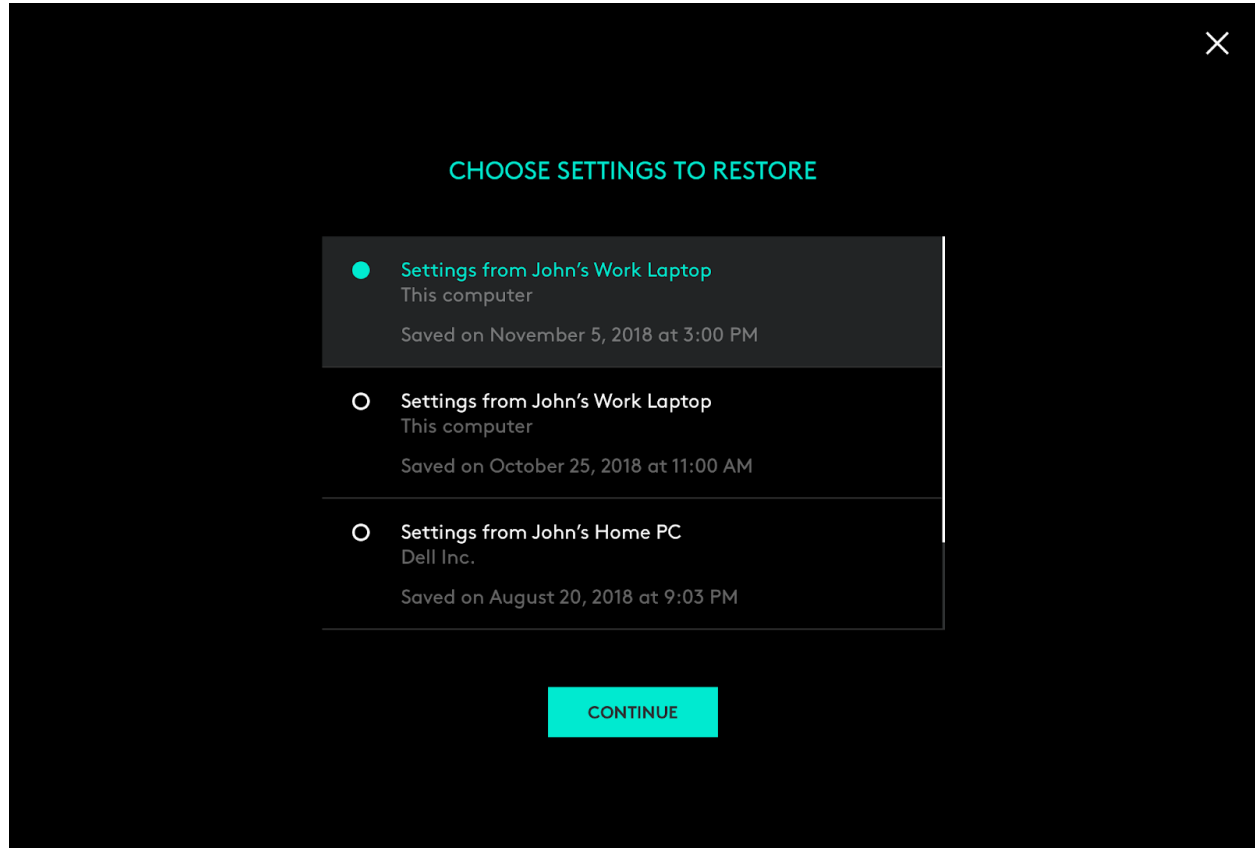 CHOOSE SETTINGS TO RESTORE
Settings from John’s Work Laptop
This computer
Saved on November 5, 2018 at 3:00 PM
Settings from John’s Work Laptop
This computer
Saved on October 25, 2018 at 11:00 AM
Settings from John’s Home PC
Dell Inc.
Saved on August 20, 2018 at 9:03 PM
CONTINUE